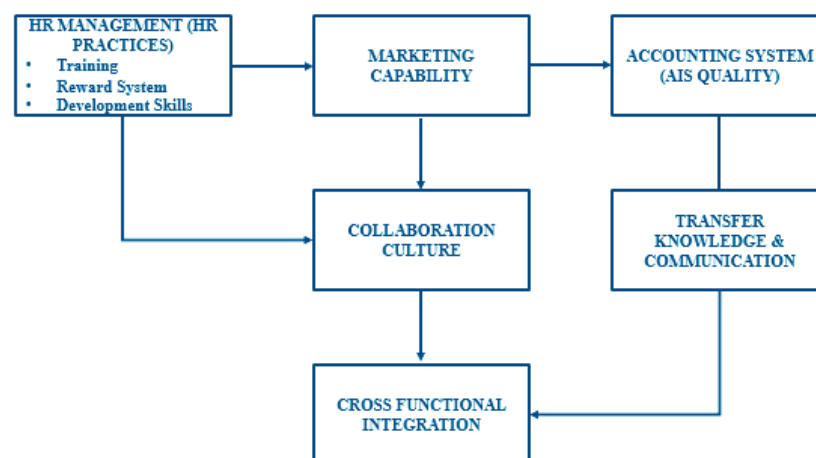 HR MANAGEMENT (HR
PRACTICES)
• Training
• Reward System
• Development Skills
MARKETING
CAPABILITY
ACCOUNTING SYSTEM
(AIS QUALITY)
COLLABORATION
CULTURE
TRANSFER
KNOWLEDGE &
COMMUNICATION
CROSS FUNCTIONAL
INTEGRATION